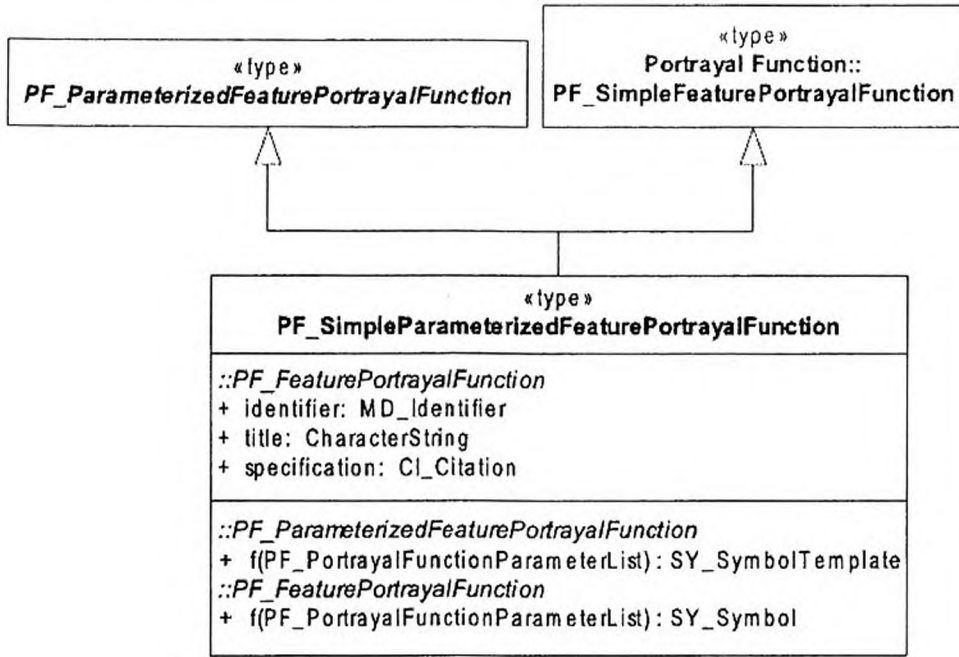 «type»
PF_ParameterizedFeaturePortrayalFunction
«type»
Portrayal Function::
PF_SimpleFeaturePortrayalFunction
«type»
PF_SimpleParameterizedFeaturePortrayalFunction
::PF_FeaturePortrayalFunction
+ identifier: MD_Identifier
+ title: CharacterString
+ specification: CI_Citation
::PF_ParameterizedFeaturePortrayalFunction
+ f(PF_PortrayalFunctionParameterList): SY_SymbolTemplate
::PF_FeaturePortrayalFunction
+ f(PF_PortrayalFunctionParameterList): SY_Symbol